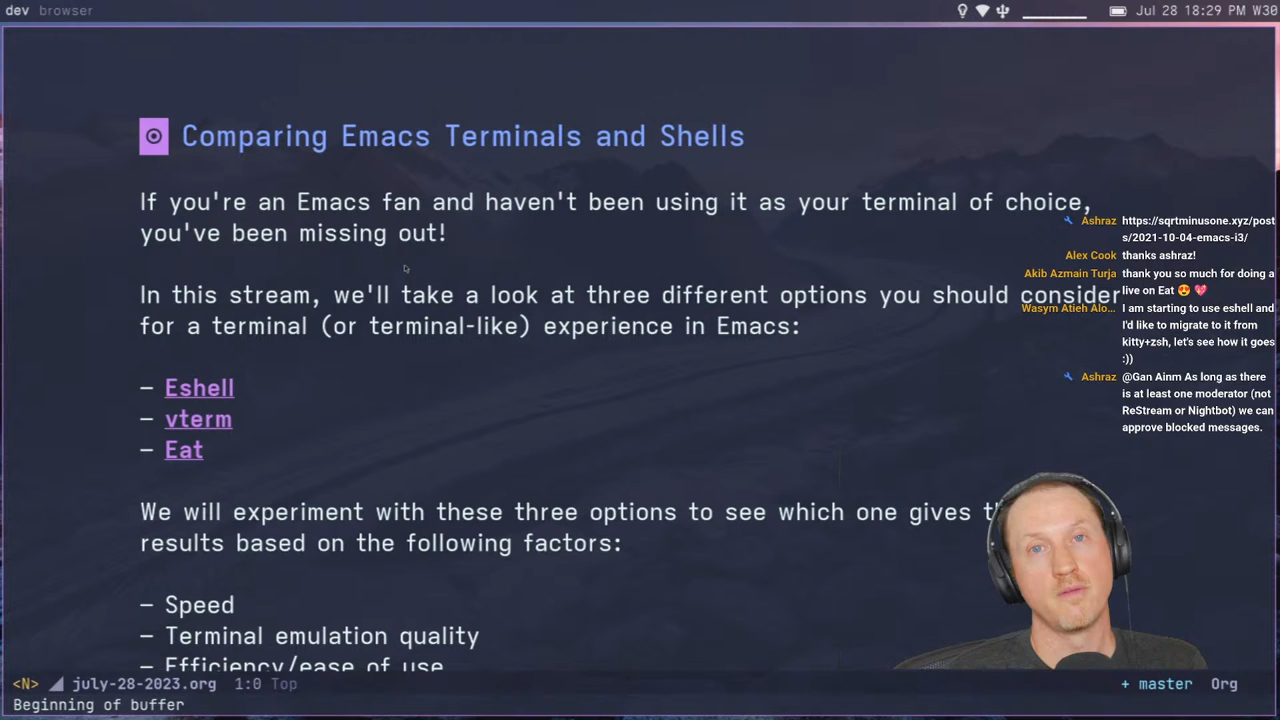 dev browser
Jul 28 18:29 PM W30
Comparing Emacs Terminals and Shells
If you're an Emacs fan and haven't been using it as your terminal of choice,
you've been missing out!
In this stream, we'll take a look at three different options you should consider
for a terminal (or terminal-like) experience in Emacs:
– Eshell
– vterm
– Eat
We will experiment with these three options to see which one gives
results based on the following factors:
– Speed
– Terminal emulation quality
– Efficiency/ease of use
Ashraz https://sqrtminusone.xyz/post
s/2021-10-04-emacs-i3/
Alex Cook thanks ashraz!
Akib Azmain Turja thank you so much for doing a
live on Eat 😍 💖
Wasym Atieh Alo... I am starting to use eshell and
I'd like to migrate to it from
kitty+zsh, let's see how it goes
:))
Ashraz @Gan Ainm As long as there
is at least one moderator (not
ReStream or Nightbot) we can
approve blocked messages.
<N> july-28-2023.org 1:0 Top + master Org
Beginning of buffer